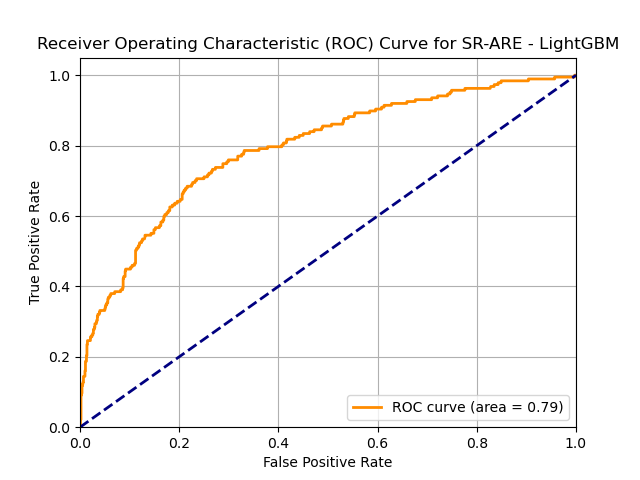 Receiver Operating Characteristic (ROC) Curve for SR-ARE - LightGBM
1.0
0.8
0.6
0.4
0.2
0.0
True Positive Rate
ROC curve (area = 0.79)
0.0 0.2 0.4 0.6 0.8 1.0
False Positive Rate